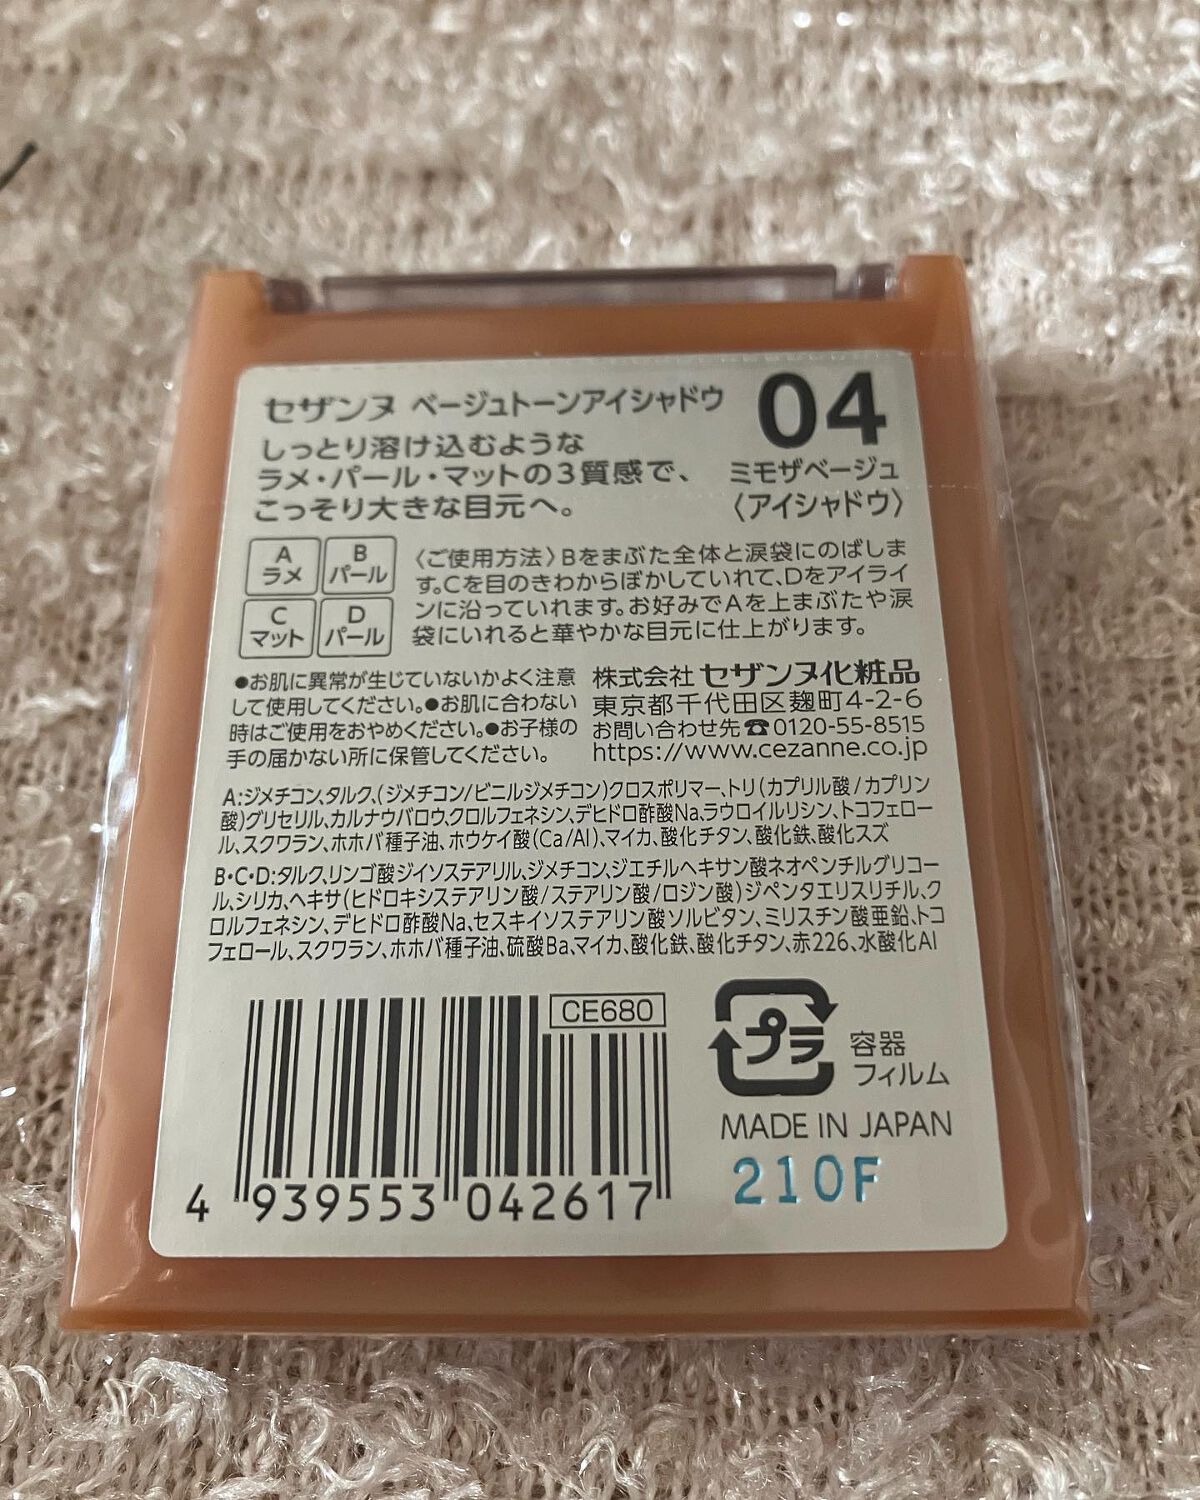 セザンヌ ベージュトーンアイシャドウ
04
しっとり溶け込むような
ラメ・パール・マットの3質感で、
こっそり大きな目元へ。
ミモザベージュ
〈アイシャドウ〉
A
ラメ
B
パール
C
マット
D
パール
〈ご使用方法〉Bをまぶた全体と涙袋にのばしま
す。Cを目のきわからぼかしていれて、Dをアイライ
ンに沿っていれます。お好みでAを上まぶたや涙
袋にいれると華やかな目元に仕上がります。
●お肌に異常が生じていないかよく注意
して使用してください。●お肌に合わない
時はご使用をおやめください。●お子様の
手の届かない所に保管してください。
株式会社 セザンヌ化粧品
東京都千代田区麹町4-2-6
お問い合わせ先☎0120-55-8515
https://www.cezanne.co.jp
A:ジメチコン、タルク、(ジメチコン/ビニルジメチコン)クロスポリマー、トリ(カプリル酸/カプリン
酸)グリセリル、カルナウバロウ、クロルフェネシン、デヒドロ酢酸Na、ラウロイルリシン、トコフェロー
ル、スクワラン、ホホバ種子油、ホウケイ酸(Ca/Al)、マイカ、酸化チタン、酸化鉄、酸化スズ
B・C・D:タルク、リンゴ酸ジイソステアリル、ジメチコン、ジエチルヘキサン酸ネオペンチルグリコー
ル、シリカ、ヘキサ(ヒドロキシステアリン酸/ステアリン酸/ロジン酸)ジペンタエリスリチル、ク
ロルフェネシン、デヒドロ酢酸Na、セスキイソステアリン酸ソルビタン、ミリスチン酸亜鉛、トコ
フェロール、スクワラン、ホホバ種子油、硫酸Ba、マイカ、酸化鉄、酸化チタン、赤226、水酸化Al
CE680
プラ
容器
フィルム
MADE IN JAPAN
210F
4 939553 042617